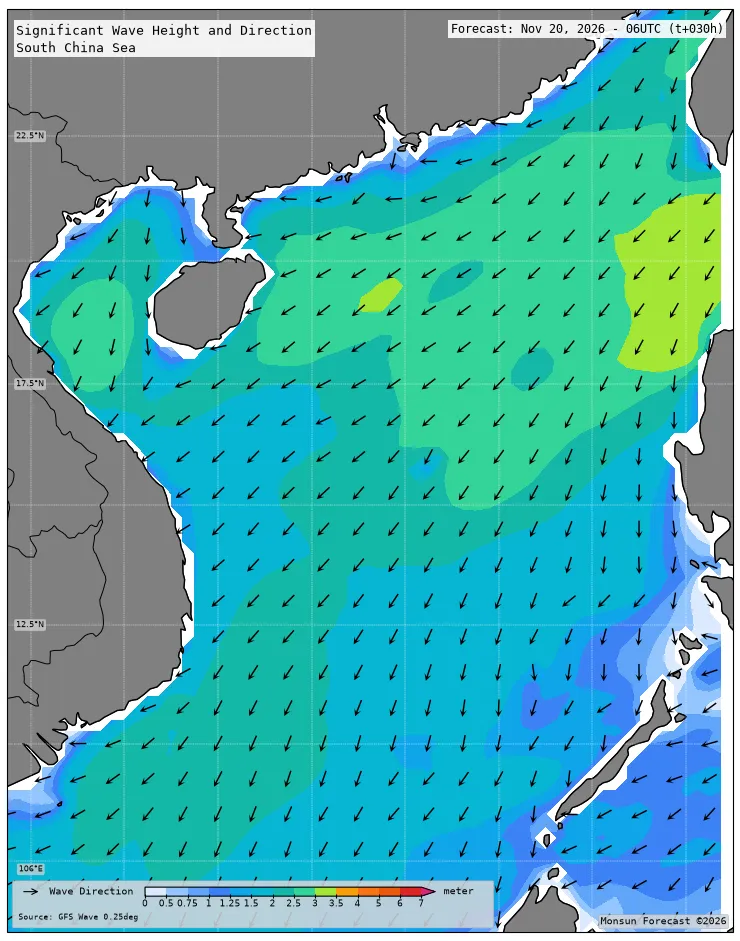 Significant Wave Height and Direction
South China Sea
Forecast: Nov 20, 2026 - 06UTC (t+030h)
22.5°N
17.5°N
12.5°N
106°E
Wave Direction
0 0.5 0.75 1 1.25 1.5 2 2.5 3 3.5 4 5 6 7 meter
Source: GFS Wave 0.25deg
Monsun Forecast ©2026